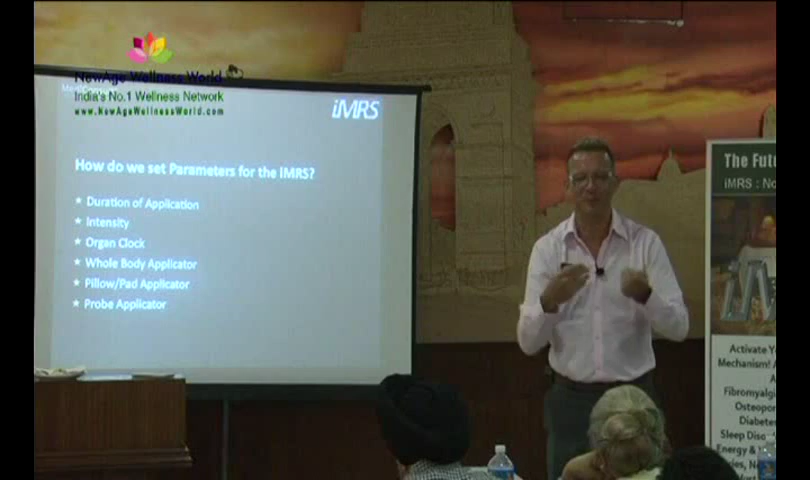 NewAge Wellness World
India's No.1 Wellness Network
www.NewAgeWellnessWorld.com
iMRS
How do we set Parameters for the IMRS?
★ Duration of Application
★ Intensity
★ Organ Clock
★ Whole Body Applicator
★ Pillow/Pad Applicator
★ Probe Applicator
The Fut
iMRS : No
Activate Y
Mechanism! A
A
Fibromyalgi
Osteopor
Diabete
Sleep Diso
Energy &